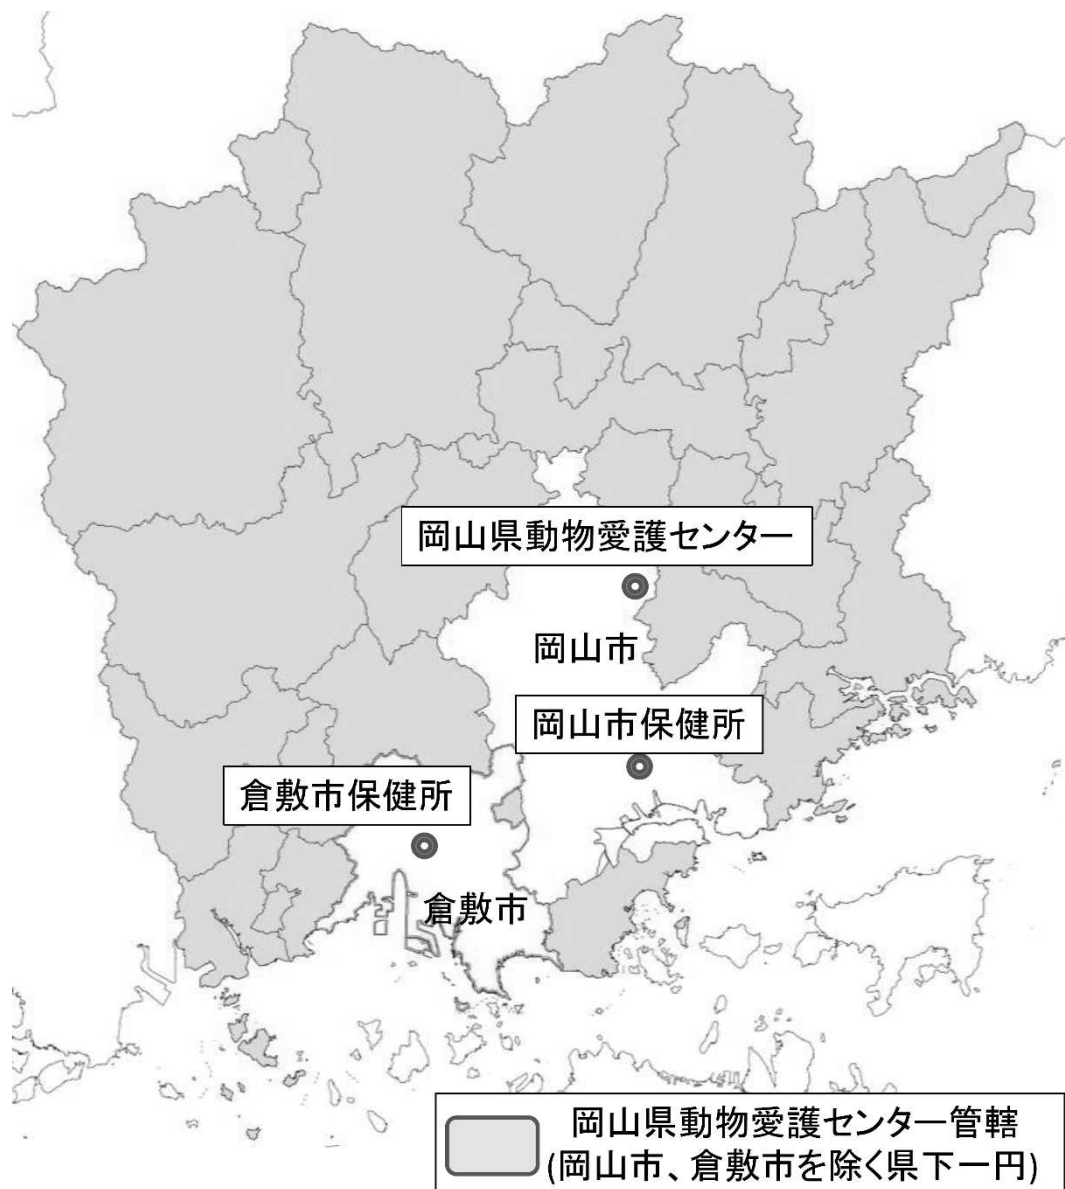 岡山県動物愛護センター
岡山市
岡山市保健所
倉敷市保健所
倉敷市
岡山県動物愛護センター管轄
(岡山市、倉敷市を除く県下一円)